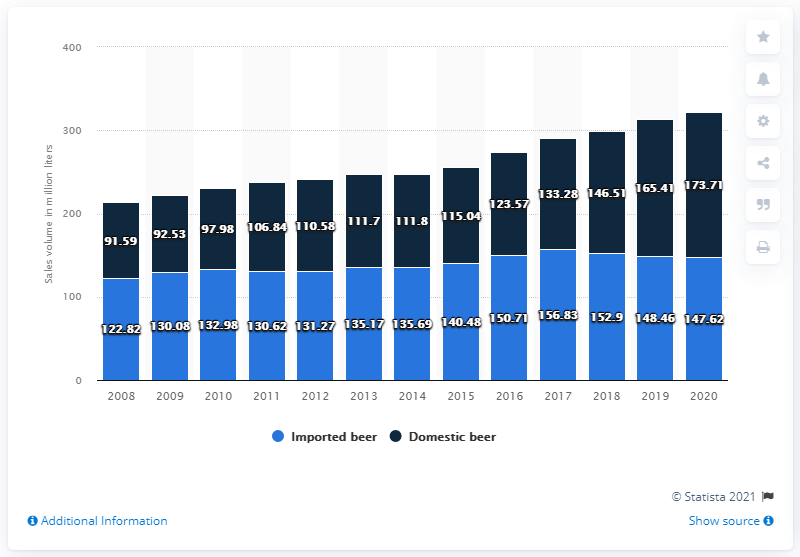 400
300
200
100
0
Sales volume in million liters
91.59 92.53 97.98 106.84 110.58 111.7 111.8 115.04 123.57 133.28 146.51 165.41 173.71
122.82 130.08 132.98 130.62 131.27 135.17 135.69 140.48 150.71 156.83 152.9 148.46 147.62
2008 2009 2010 2011 2012 2013 2014 2015 2016 2017 2018 2019 2020
Imported beer Domestic beer
© Statista 2021
Additional Information Show source